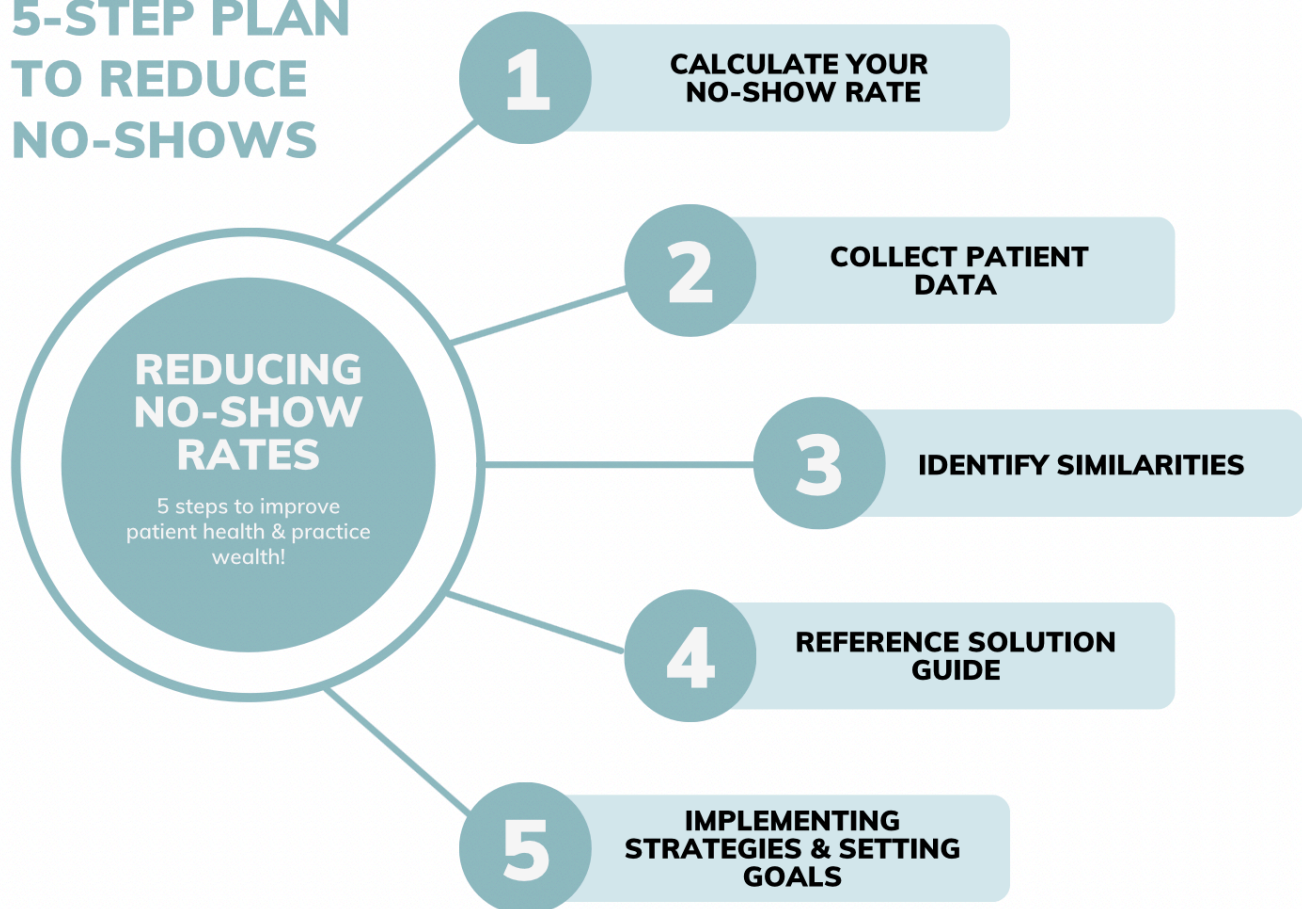 5-STEP PLAN
TO REDUCE
NO-SHOWS
1
CALCULATE YOUR
NO-SHOW RATE
2
COLLECT PATIENT
DATA
REDUCING
NO-SHOW
RATES
5 steps to improve
patient health & practice
wealth!
3
IDENTIFY SIMILARITIES
4
REFERENCE SOLUTION
GUIDE
5
IMPLEMENTING
STRATEGIES & SETTING
GOALS